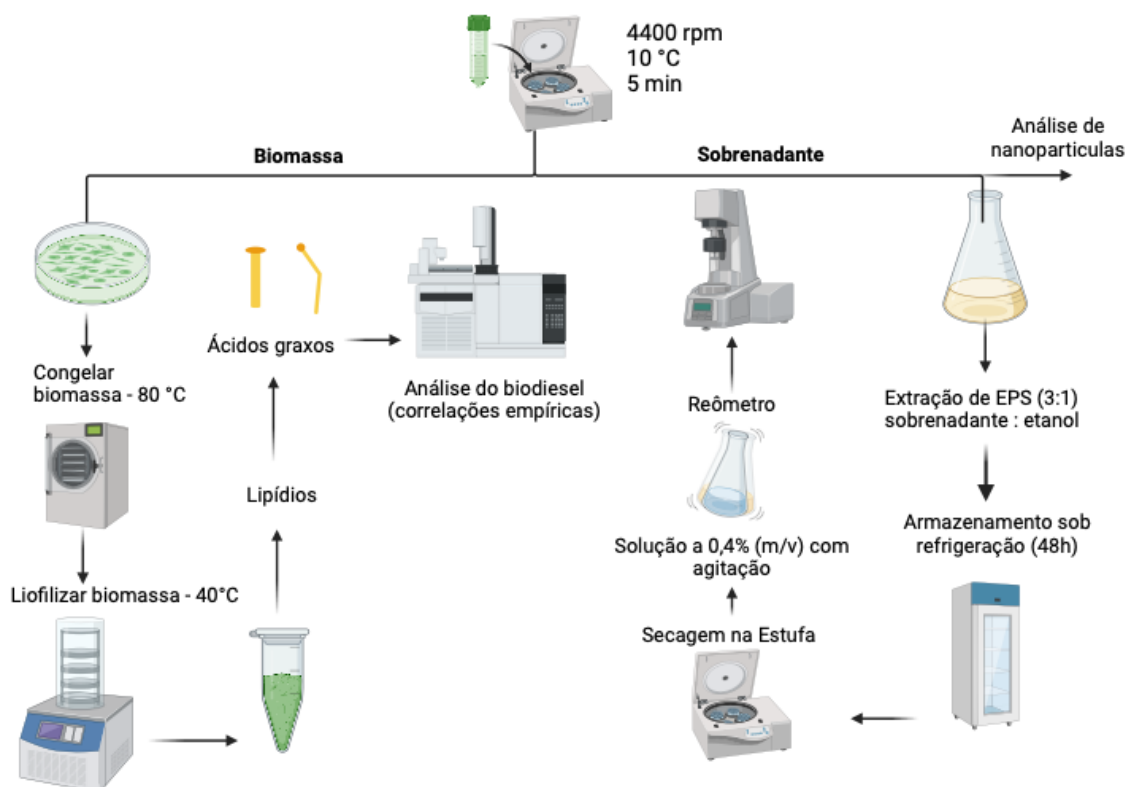 4400 rpm
10 °C
5 min
Biomassa
Sobrenadante
Análise de
nanoparticulas
Congelar
biomassa - 80 °C
Liofilizar biomassa - 40°C
Lipídios
Ácidos graxos
Análise do biodiesel
(correlações empíricas)
Extração de EPS (3:1)
sobrenadante : etanol
Armazenamento sob
refrigeração (48h)
Secagem na Estufa
Solução a 0,4% (m/v) com
agitação
Reômetro